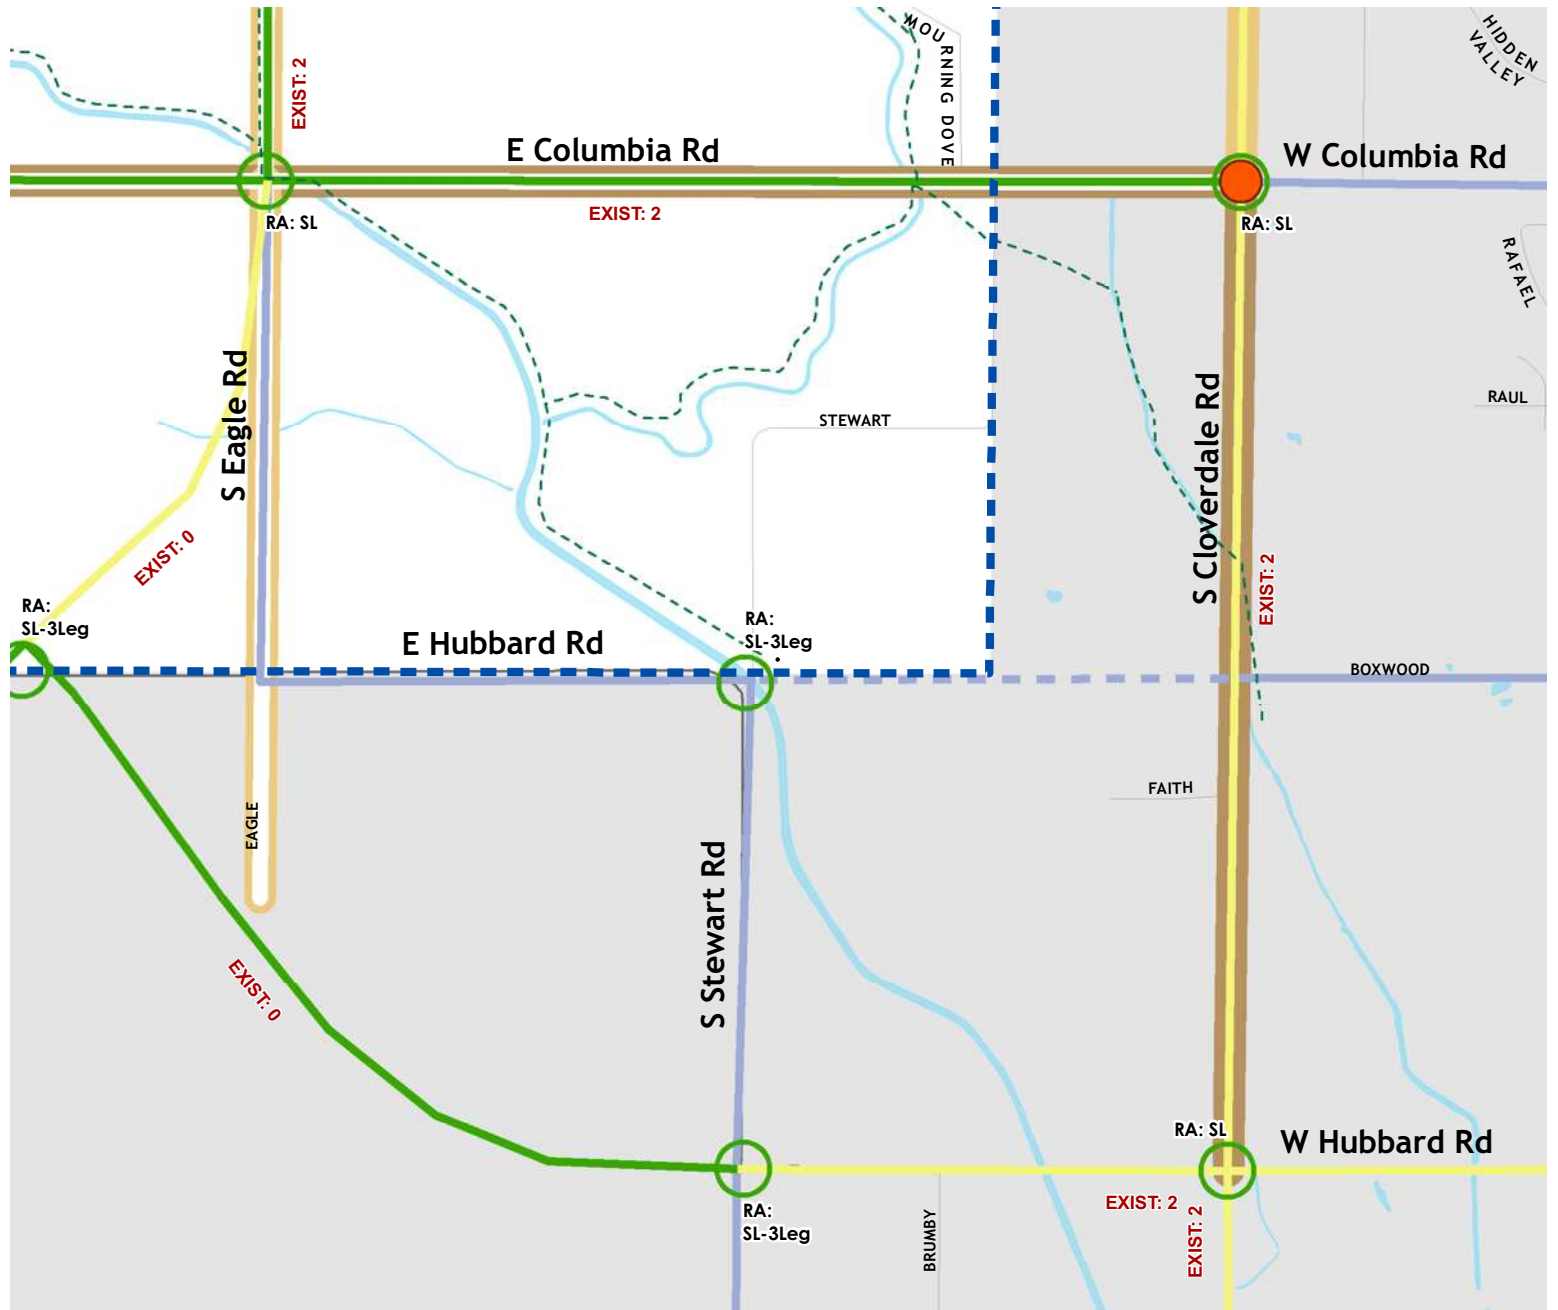 MOURNING DOVE
HIDDEN
VALLEY
EXIST: 2
E Columbia Rd
W Columbia Rd
EXIST: 2
RA: SL
RA: SL
RAFAEL
S Eagle Rd
S Cloverdale Rd
RAUL
STEWART
EXIST: 0
EXIST: 2
RA:
SL-3Leg
RA:
SL-3Leg
E Hubbard Rd
BOXWOOD
FAITH
EAGLE
S Stewart Rd
EXIST: 0
RA: SL
W Hubbard Rd
RA:
SL-3Leg
EXIST: 2
EXIST: 2
BRUMBY